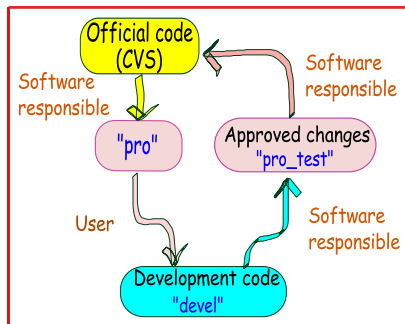 Official code
(CVS)
Software
responsible
Software
responsible
"pro"
Approved changes
"pro_test"
User
Software
responsible
Development code
"devel"